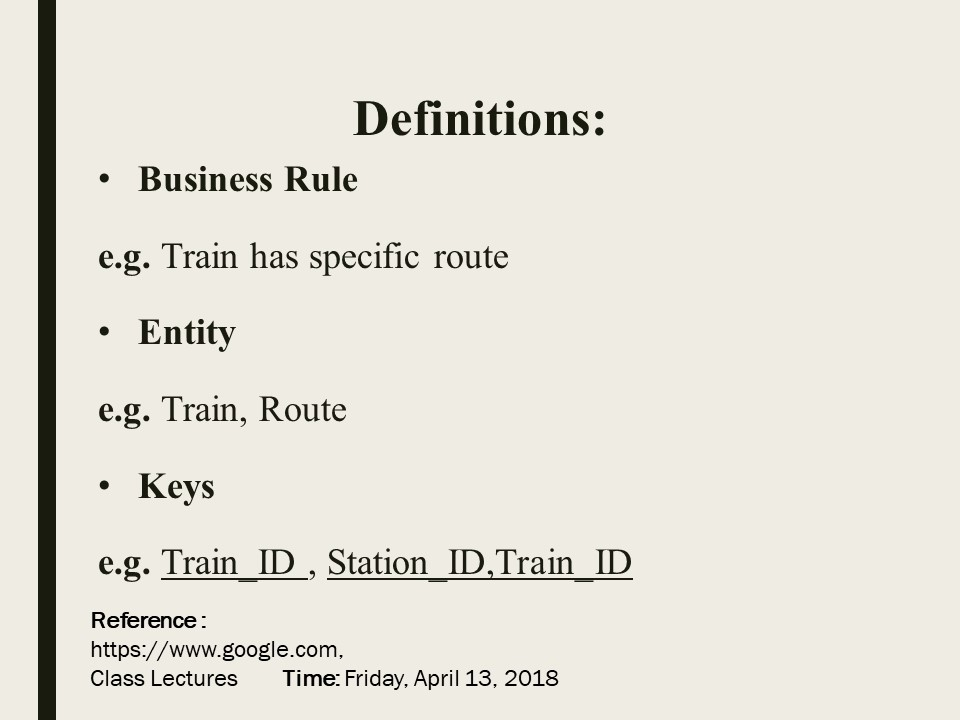 Definitions:
• Business Rule
e.g. Train has specific route
• Entity
e.g. Train, Route
• Keys
e.g. Train_ID , Station_ID,Train_ID
Reference :
https://www.google.com,
Class Lectures Time: Friday, April 13, 2018